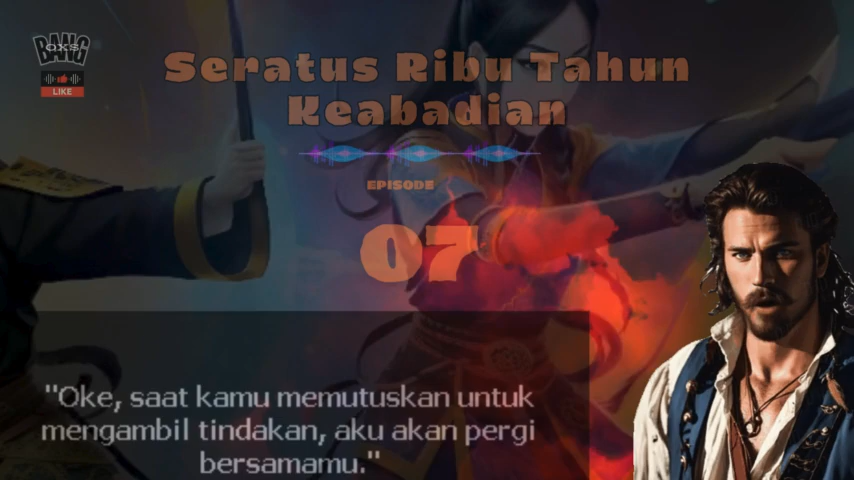 BANG
OXS
LIKE
Seratus Ribu Tahun
Keabadian
EPISODE
07
"Oke, saat kamu memutuskan untuk
mengambil tindakan, aku akan pergi
bersamamu."